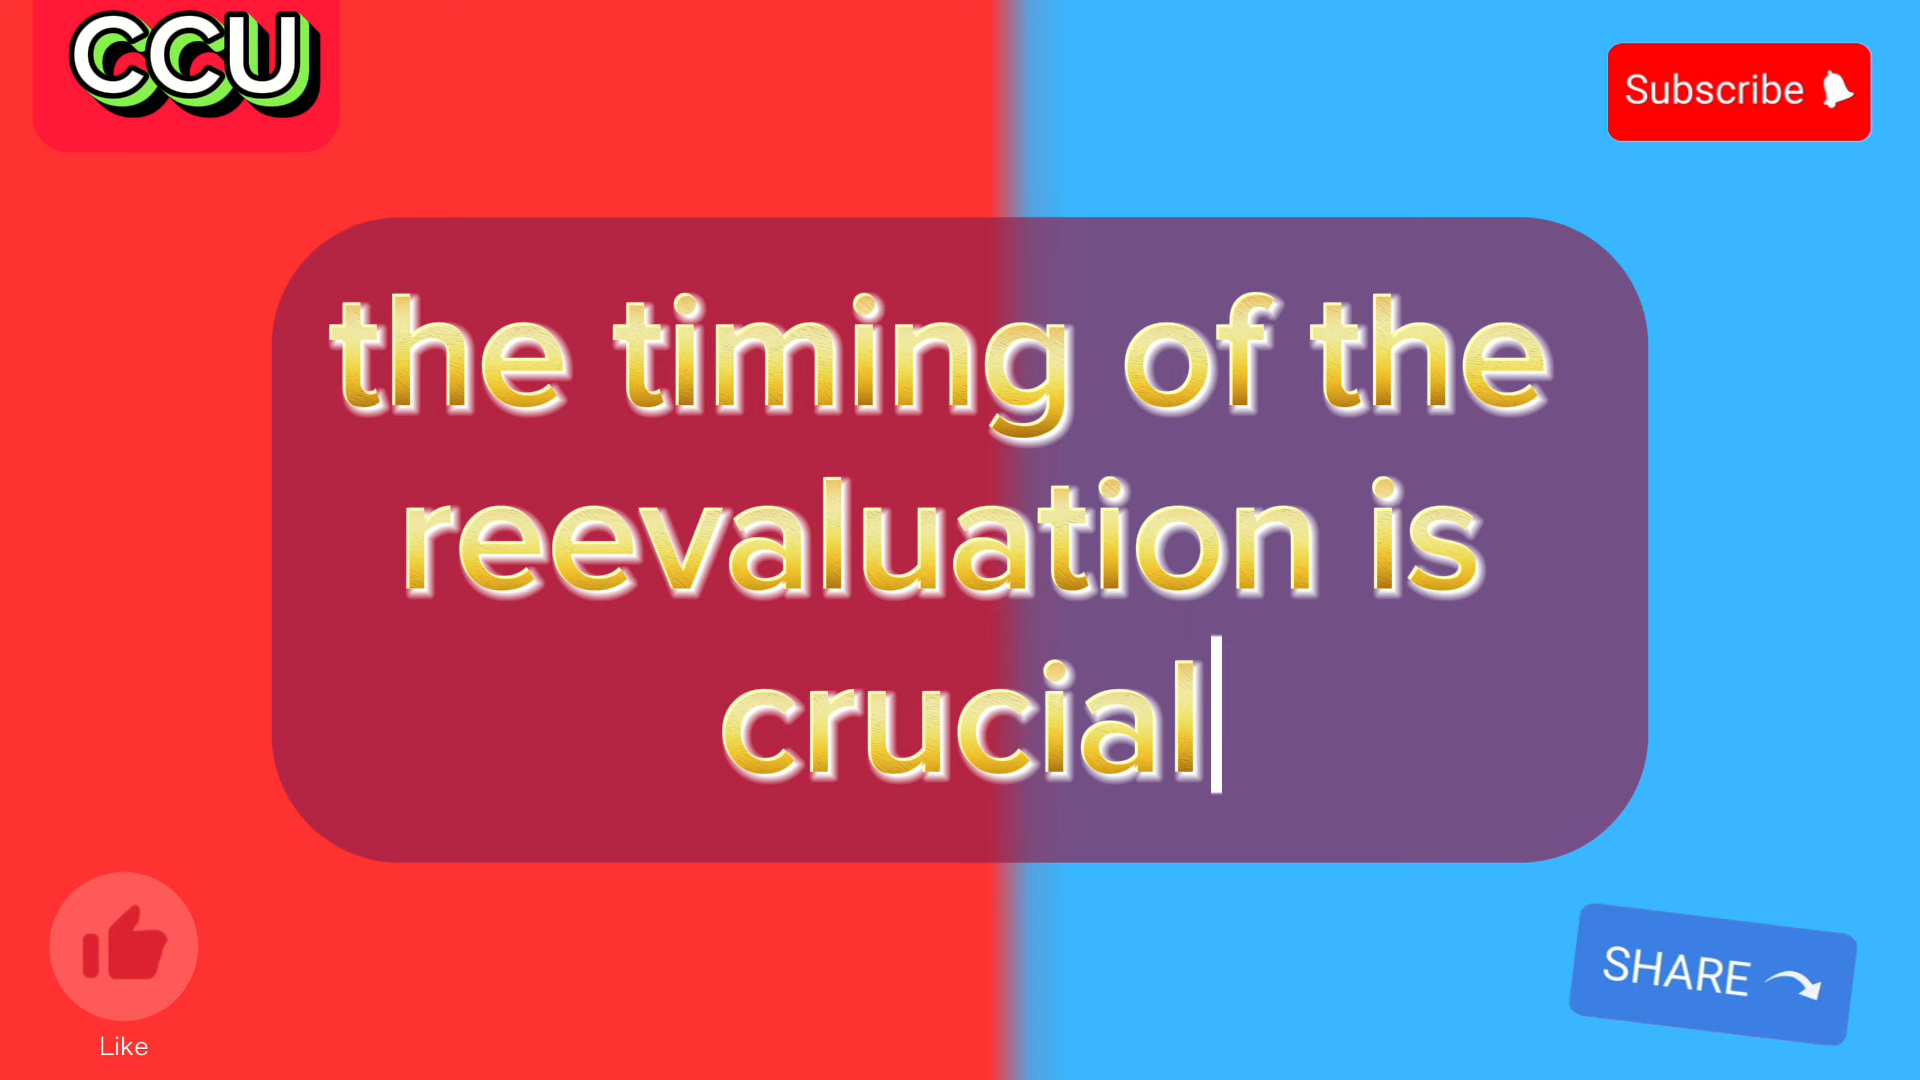 CCU
Subscribe
the timing of the
reevaluation is
crucial
SHARE
Like